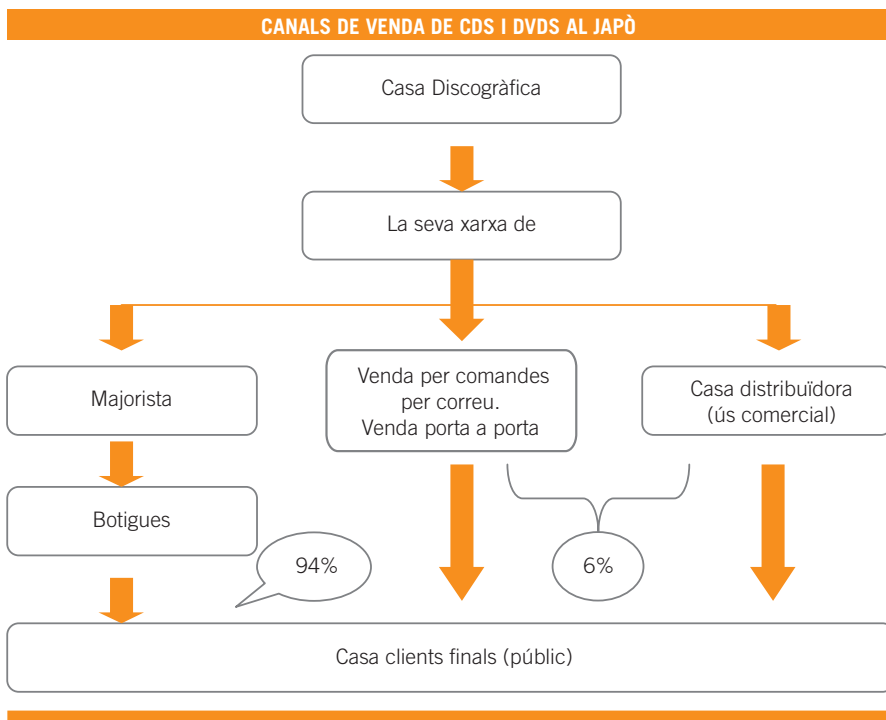 CANALS DE VENDA DE CDS I DVDS AL JAPÒ
Casa Discogràfica
La seva xarxa de
Majorista
Venda per comandes
per correu.
Venda porta a porta
Casa distribuïdora
(ús comercial)
Botigues
94%
6%
Casa clients finals (públic)